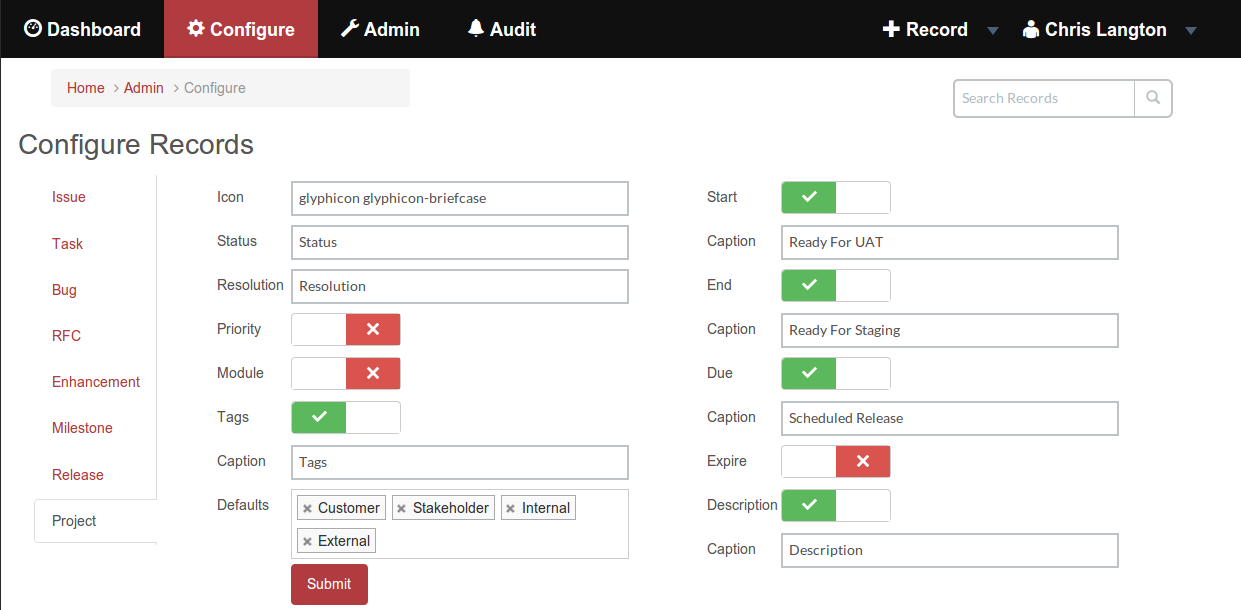 Dashboard Configure Admin Audit Record Chris Langton
Home > Admin > Configure
Search Records
Configure Records
Issue
Task
Bug
RFC
Enhancement
Milestone
Release
Project
Icon glyphicon glyphicon-briefcase
Status Status
Resolution Resolution
Priority
Module
Tags
Caption Tags
Defaults × Customer × Stakeholder × Internal
× External
Submit
Start
Caption Ready For UAT
End
Caption Ready For Staging
Due
Caption Scheduled Release
Expire
Description
Caption Description